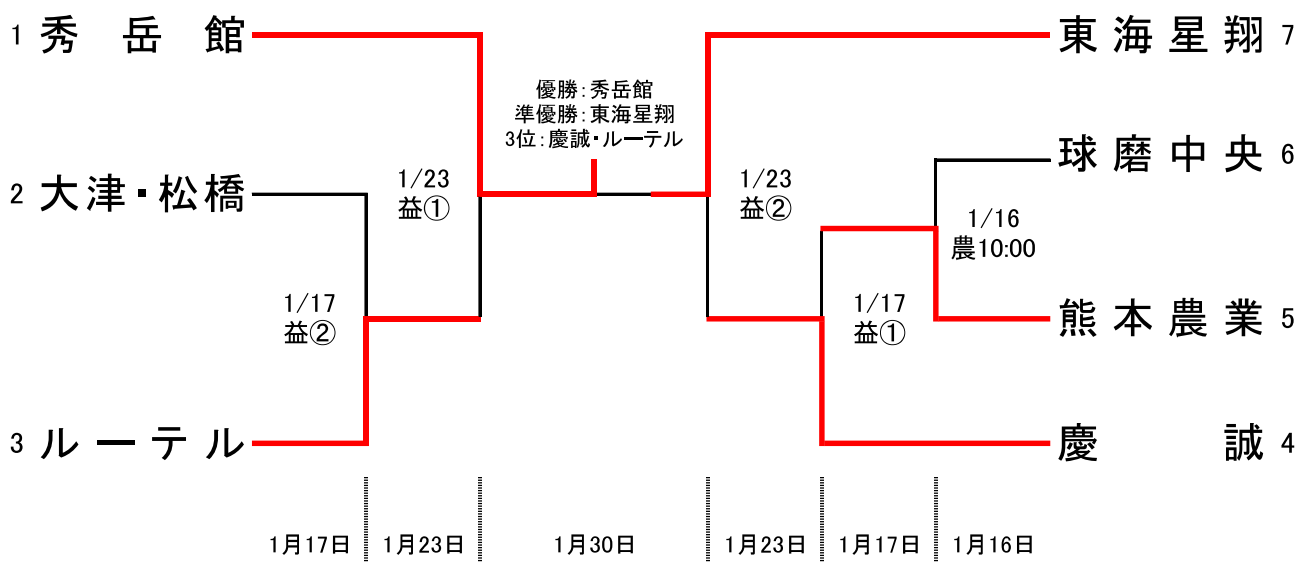 1 秀岳館
東海星翔 7
優勝:秀岳館
準優勝:東海星翔
3位:慶誠・ルーテル
球磨中央 6
2 大津・松橋
1/23
益①
1/23
益②
1/16
農10:00
1/17
益②
1/17
益①
熊本農業 5
3 ルーテル
慶誠 4
1月17日
1月23日
1月30日
1月23日
1月17日
1月16日